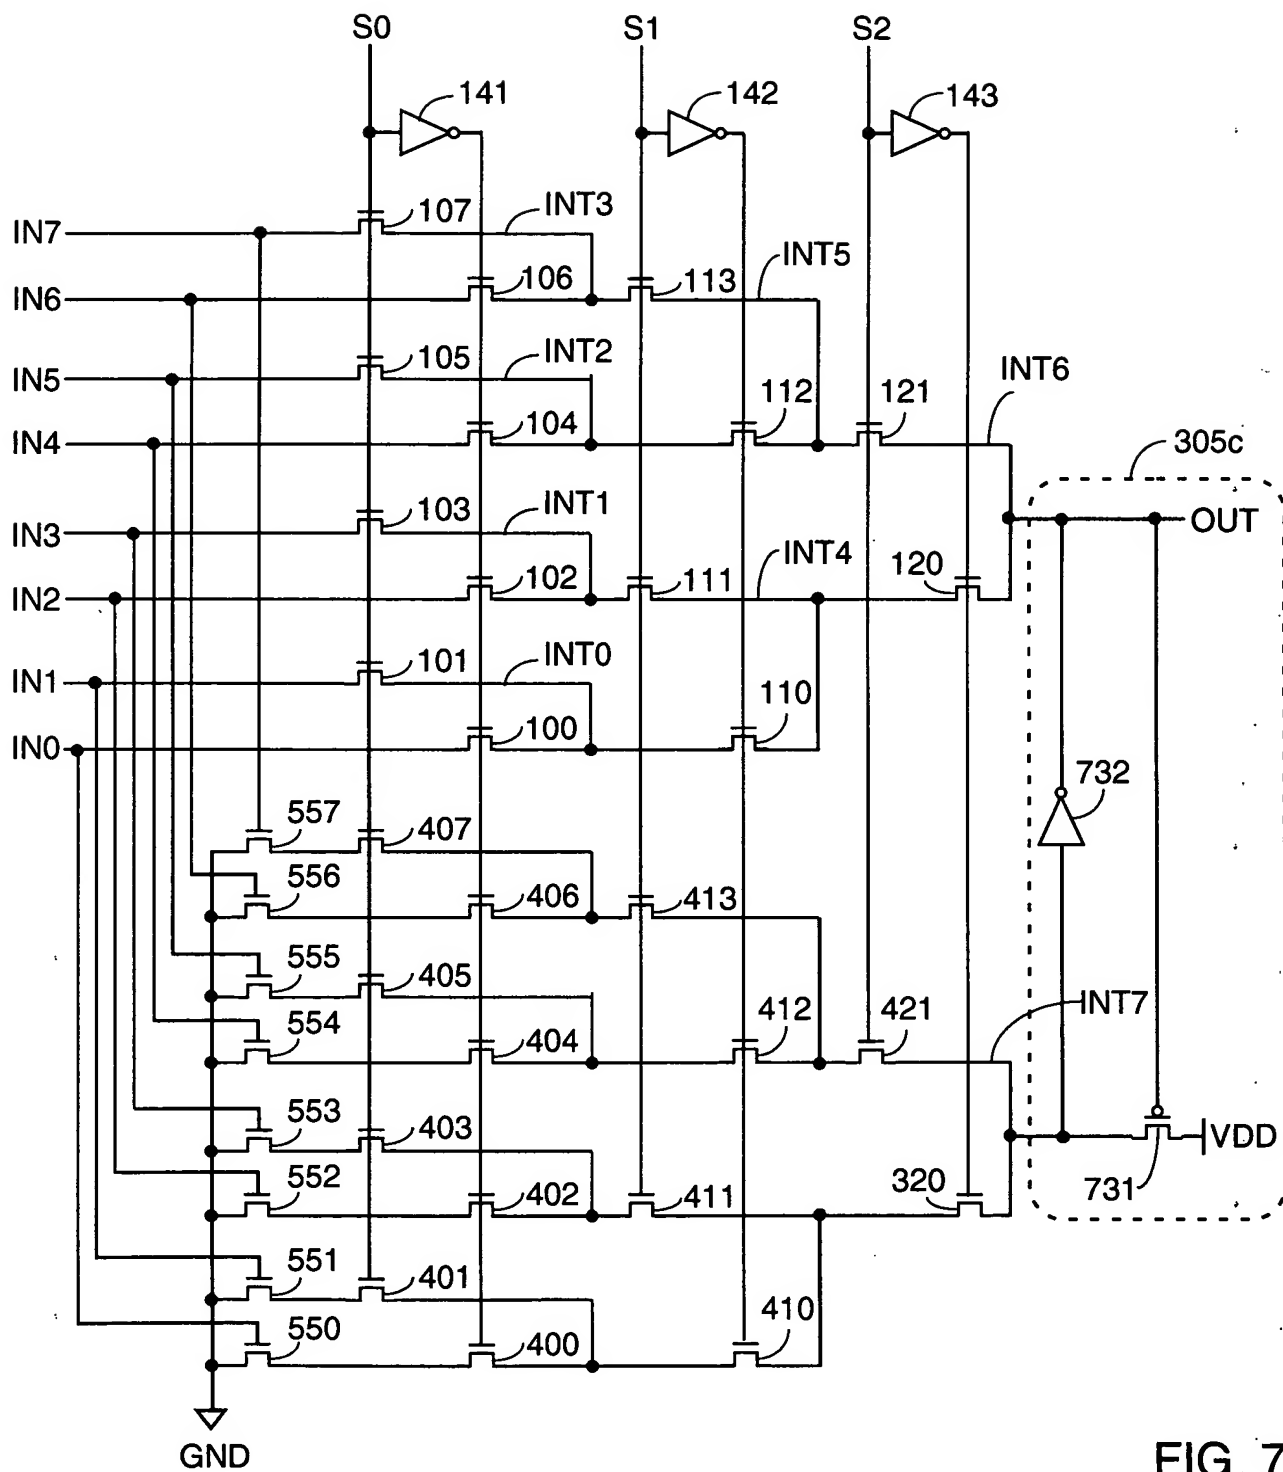 S0 S1 S2
141 142 143
107 INT3
IN7
106 113 INT5
IN6
105 INT2
IN5
112 121 INT6
104
IN4
305c
103 INT1
IN3 OUT
INT4 120
102 111
IN2
101 INT0
IN1
110
100
IN0
732
557 407
556 406 413
555 405
412 421 INT7
554 404
553 403
VDD
552 402 411 320 731
551 401
410
550 400
GND
FIG. 7